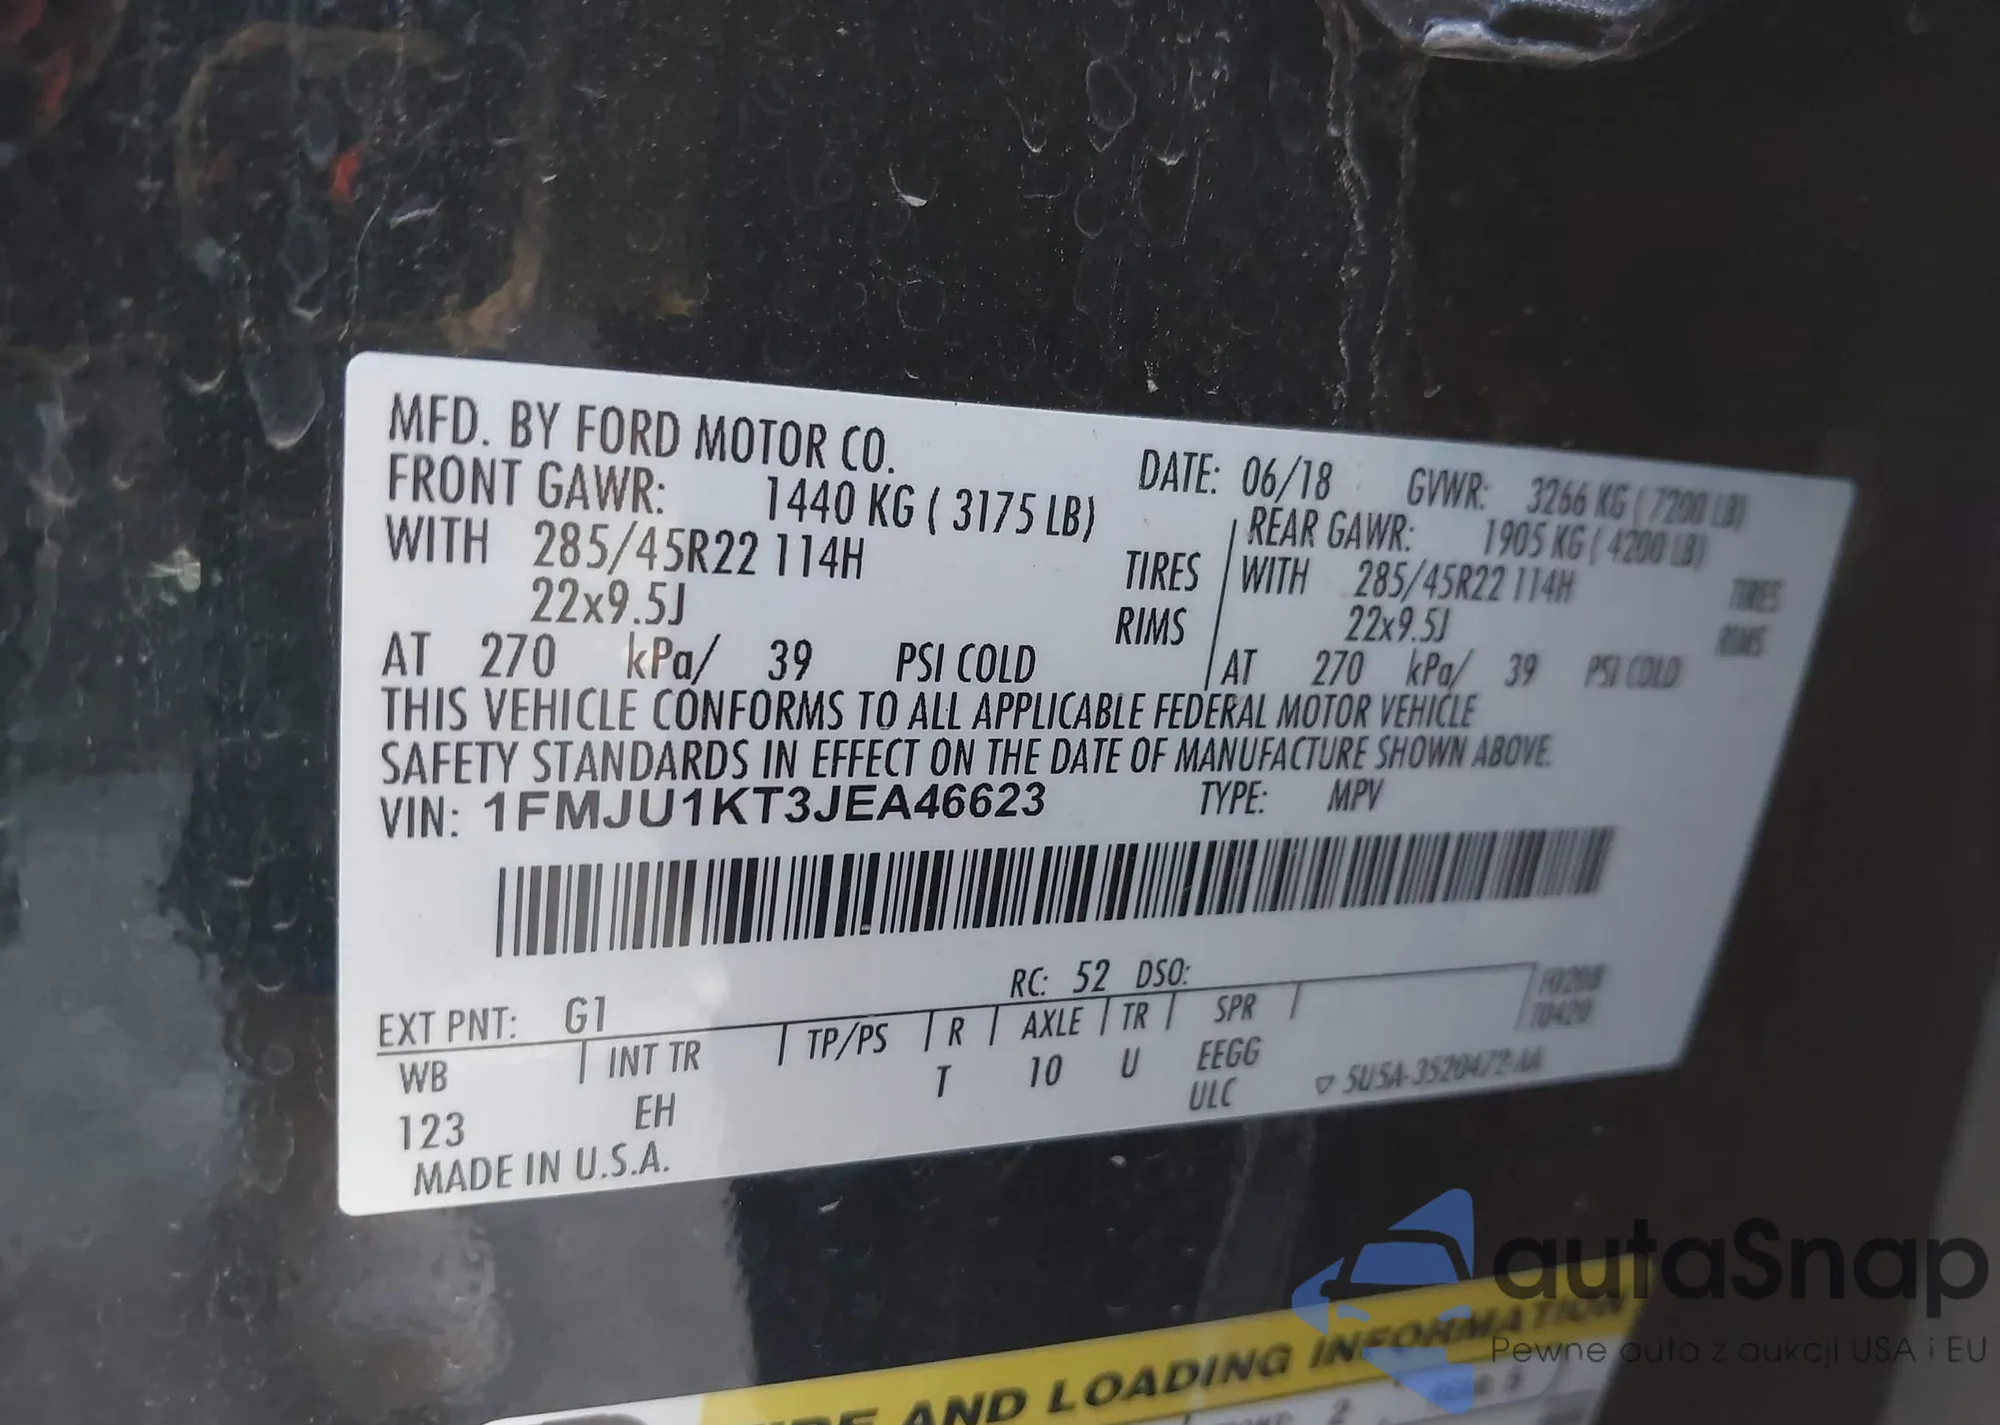 MFD. BY FORD MOTOR CO.
DATE: 06/18 GVWR: 3266 KG ( 7200 LB)
FRONT GAWR: 1440 KG ( 3175 LB)
REAR GAWR: 1905 KG ( 4200 LB)
WITH 285/45R22 114H TIRES
WITH 285/45R22 114H TIRES
22x9.5J RIMS
22x9.5J RIMS
AT 270 kPa/ 39 PSI COLD
AT 270 kPa/ 39 PSI COLD
THIS VEHICLE CONFORMS TO ALL APPLICABLE FEDERAL MOTOR VEHICLE
SAFETY STANDARDS IN EFFECT ON THE DATE OF MANUFACTURE SHOWN ABOVE.
VIN: 1FMJU1KT3JEA46623 TYPE: MPV
EXT PNT: G1 RC: 52 DSO:
WB INT TR TP/PS R AXLE TR SPR
123 EH T 10 U EEGG
ULC
MADE IN U.S.A.
AND LOADING INFORMATION
autaSnap
Pewne auta z aukcji USA i EU